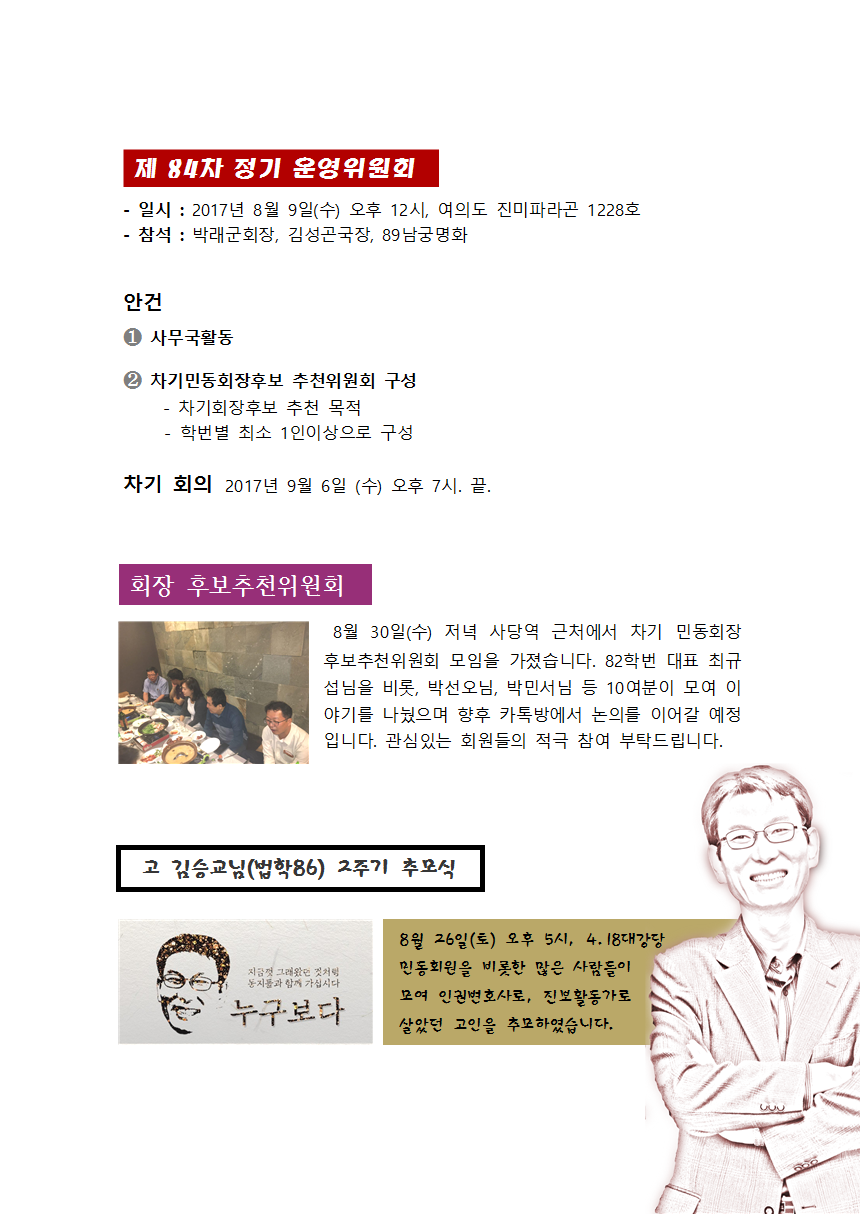 제 84차 정기 운영위원회
- 일시 : 2017년 8월 9일(수) 오후 12시, 여의도 진미파라곤 1228호
- 참석 : 박래군회장, 김성곤국장, 89남궁명화
안건
❶ 사무국활동
❷ 차기민동회장후보 추천위원회 구성
- 차기회장후보 추천 목적
- 학번별 최소 1인이상으로 구성
차기 회의 2017년 9월 6일 (수) 오후 7시. 끝.
회장 후보추천위원회
8월 30일(수) 저녁 사당역 근처에서 차기 민동회장
후보추천위원회 모임을 가졌습니다. 82학번 대표 최규
섭님을 비롯, 박선오님, 박민서님 등 10여분이 모여 이
야기를 나눴으며 향후 카톡방에서 논의를 이어갈 예정
입니다. 관심있는 회원들의 적극 참여 부탁드립니다.
고 김승교님(법학86) 2주기 추모식
지금껏 그래왔던 것처럼
동지들과 함께 가십시다
누구보다
8월 26일(토) 오후 5시, 4.18대강당
민동회원을 비롯한 많은 사람들이
모여 인권변호사로, 진보활동가로
살았던 고인을 추모하였습니다.